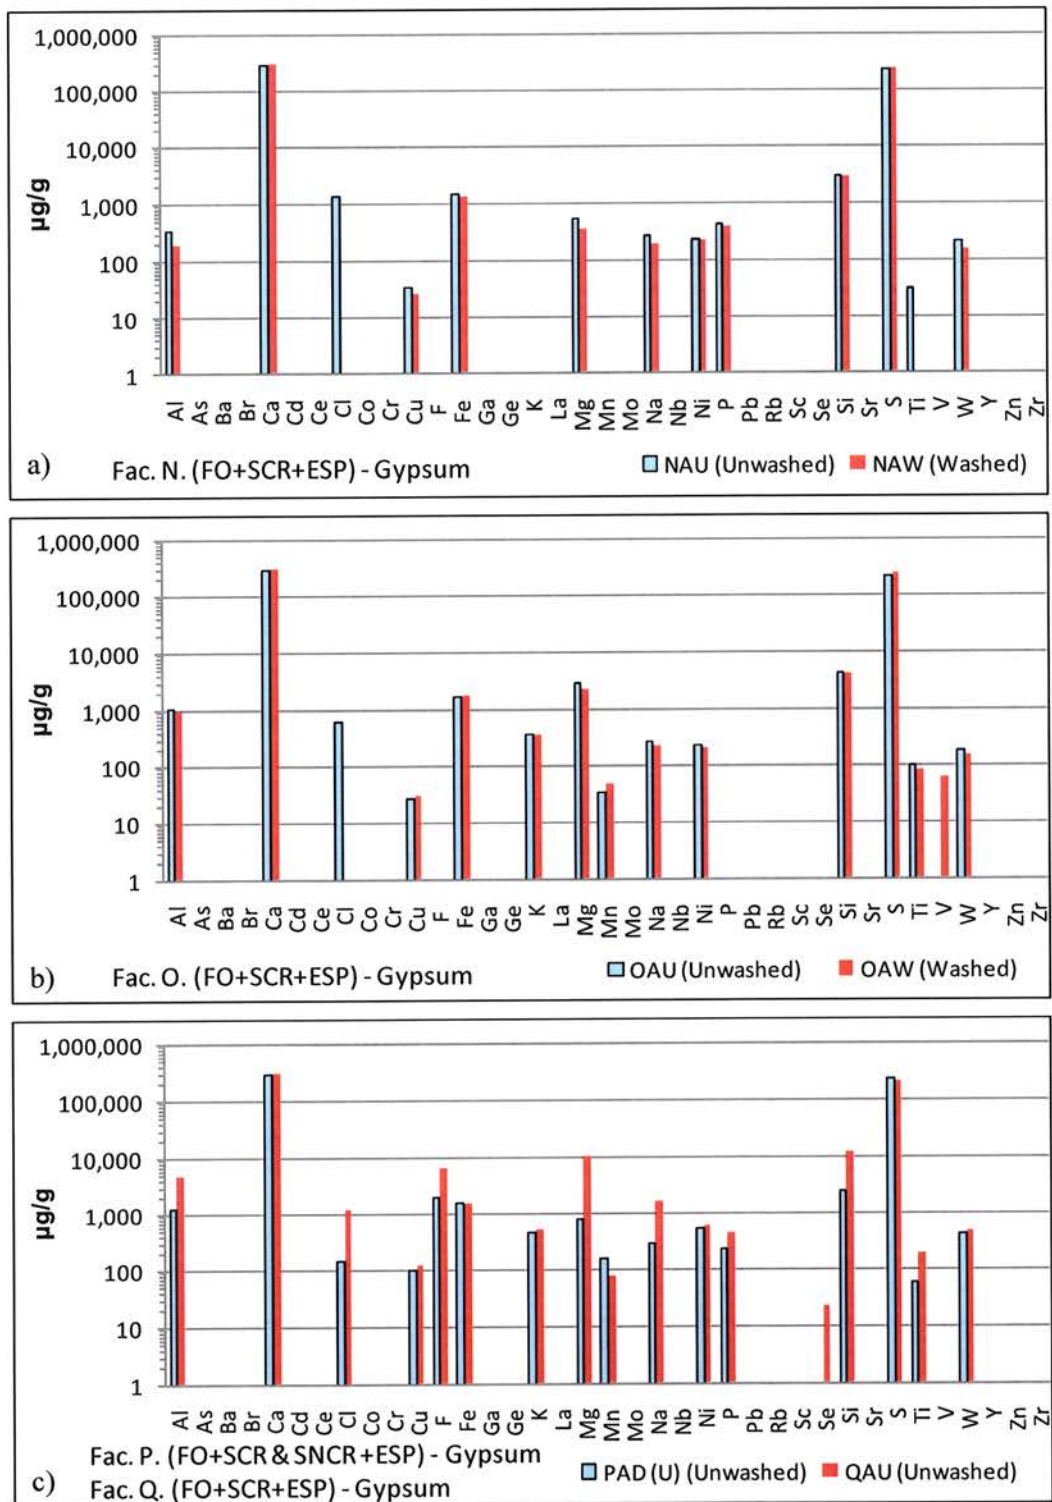 1,000,000
100,000
10,000
1,000
100
10
1
µg/g
Al As Ba Br Ca Cd Ce Cl Co Cr Cu F Fe Ga Ge K La Mg Mn Mo Na Nb Ni P Pb Rb Sc Se Si Sr S Ti V W Y Zn Zr
a) Fac. N. (FO+SCR+ESP) - Gypsum NAU (Unwashed) NAW (Washed)
1,000,000
100,000
10,000
1,000
100
10
1
µg/g
Al As Ba Br Ca Cd Ce Cl Co Cr Cu F Fe Ga Ge K La Mg Mn Mo Na Nb Ni P Pb Rb Sc Se Si Sr S Ti V W Y Zn Zr
b) Fac. O. (FO+SCR+ESP) - Gypsum OAU (Unwashed) OAW (Washed)
1,000,000
100,000
10,000
1,000
100
10
1
µg/g
Al As Ba Br Ca Cd Ce Cl Co Cr Cu F Fe Ga Ge K La Mg Mn Mo Na Nb Ni P Pb Rb Sc Se Si Sr S Ti V W Y Zn Zr
Fac. P. (FO+SCR & SNCR +ESP) - Gypsum
c) Fac. Q. (FO+SCR+ESP) - Gypsum PAD (U) (Unwashed) QAU (Unwashed)